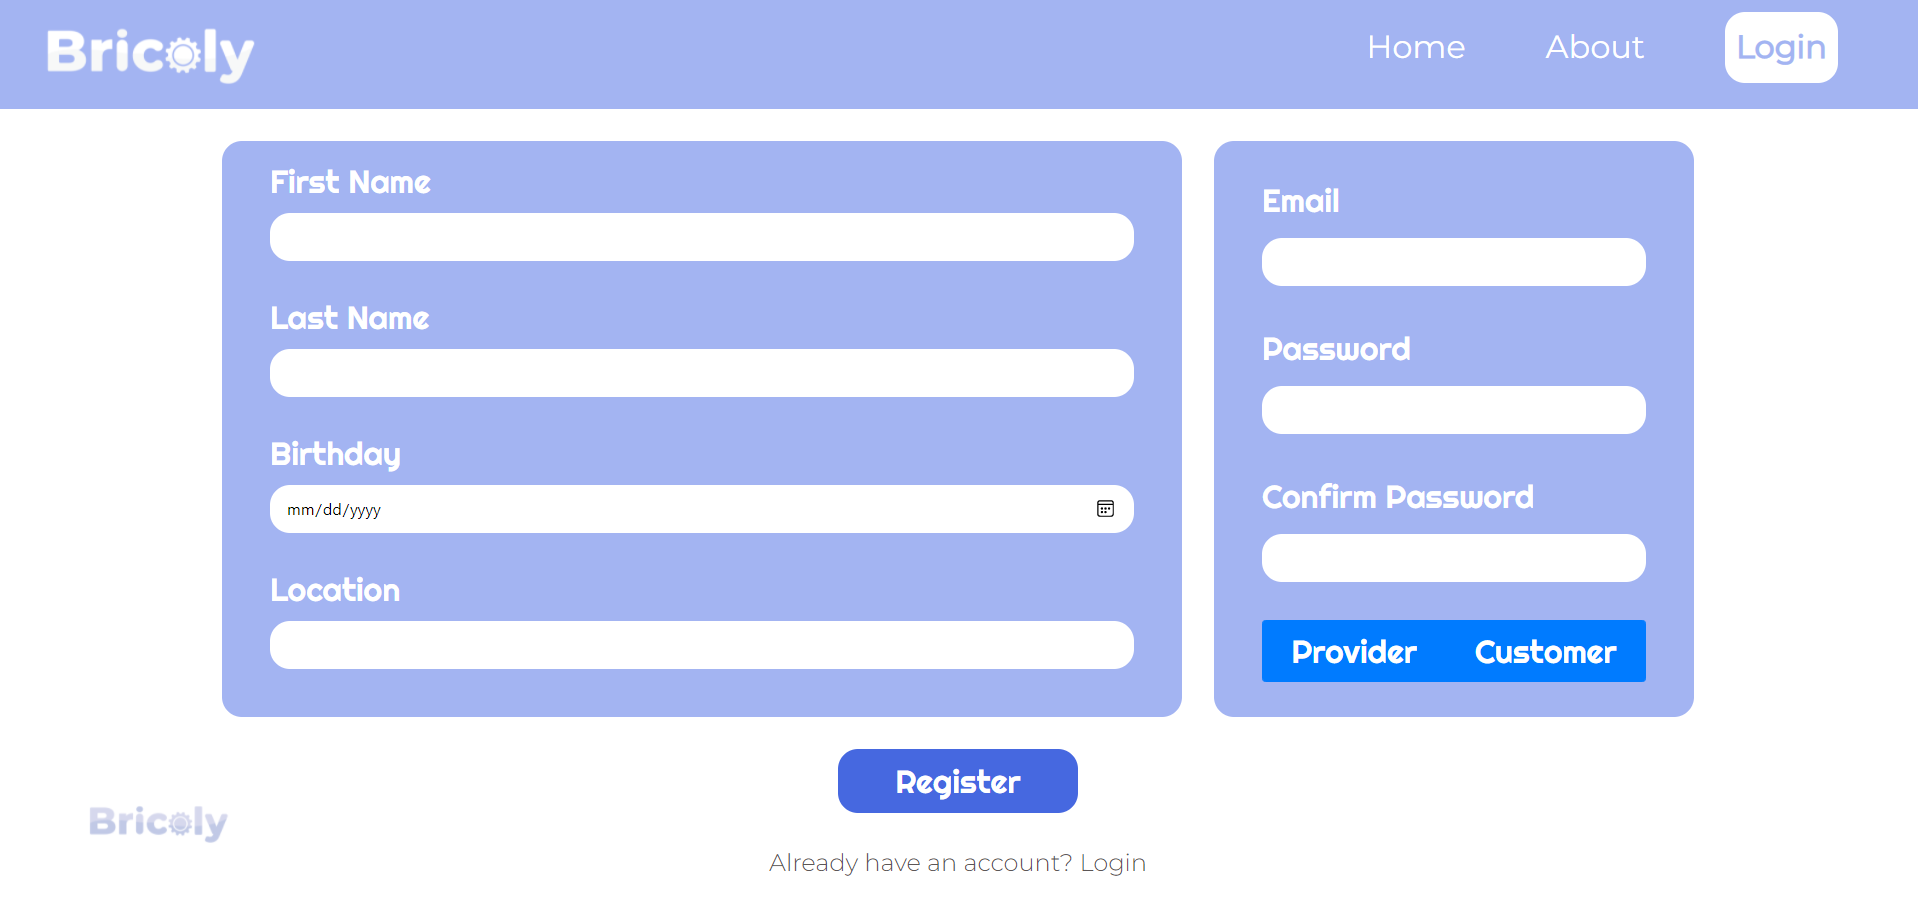 Bricoly
Home
About
Login
First Name
Last Name
Birthday
mm/dd/yyyy
Location
Email
Password
Confirm Password
Provider
Customer
Register
Bricoly
Already have an account? Login